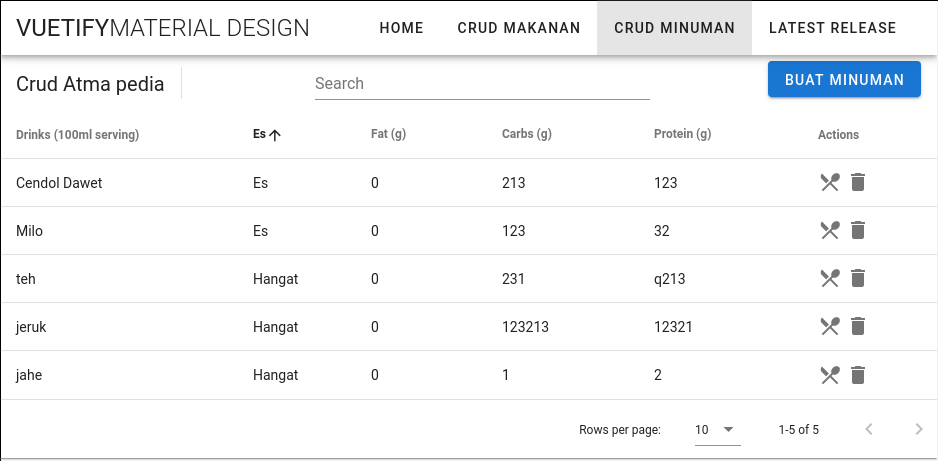 VUETIFYMATERIAL DESIGN HOME CRUD MAKANAN CRUD MINUMAN LATEST RELEASE
Crud Atma pedia Search BUAT MINUMAN
Drinks (100ml serving) Es Fat (g) Carbs (g) Protein (g) Actions
Cendol Dawet Es 0 213 123
Milo Es 0 123 32
teh Hangat 0 231 q213
jeruk Hangat 0 123213 12321
jahe Hangat 0 1 2
Rows per page: 10 1-5 of 5